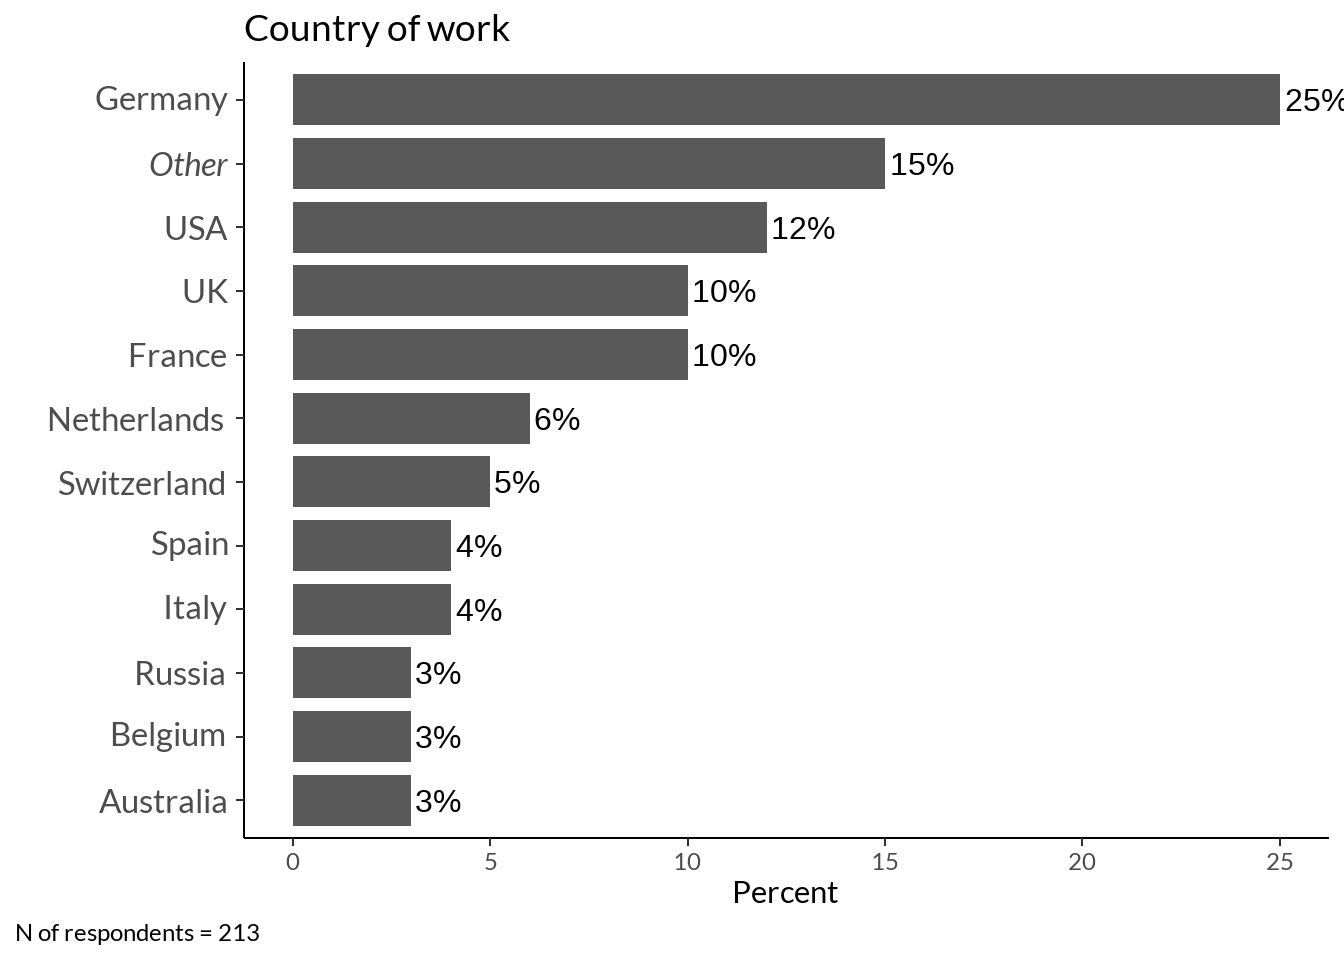 Country of work
Germany 25%
Other 15%
USA 12%
UK 10%
France 10%
Netherlands 6%
Switzerland 5%
Spain 4%
Italy 4%
Russia 3%
Belgium 3%
Australia 3%
0 5 10 15 20 25
Percent
N of respondents = 213